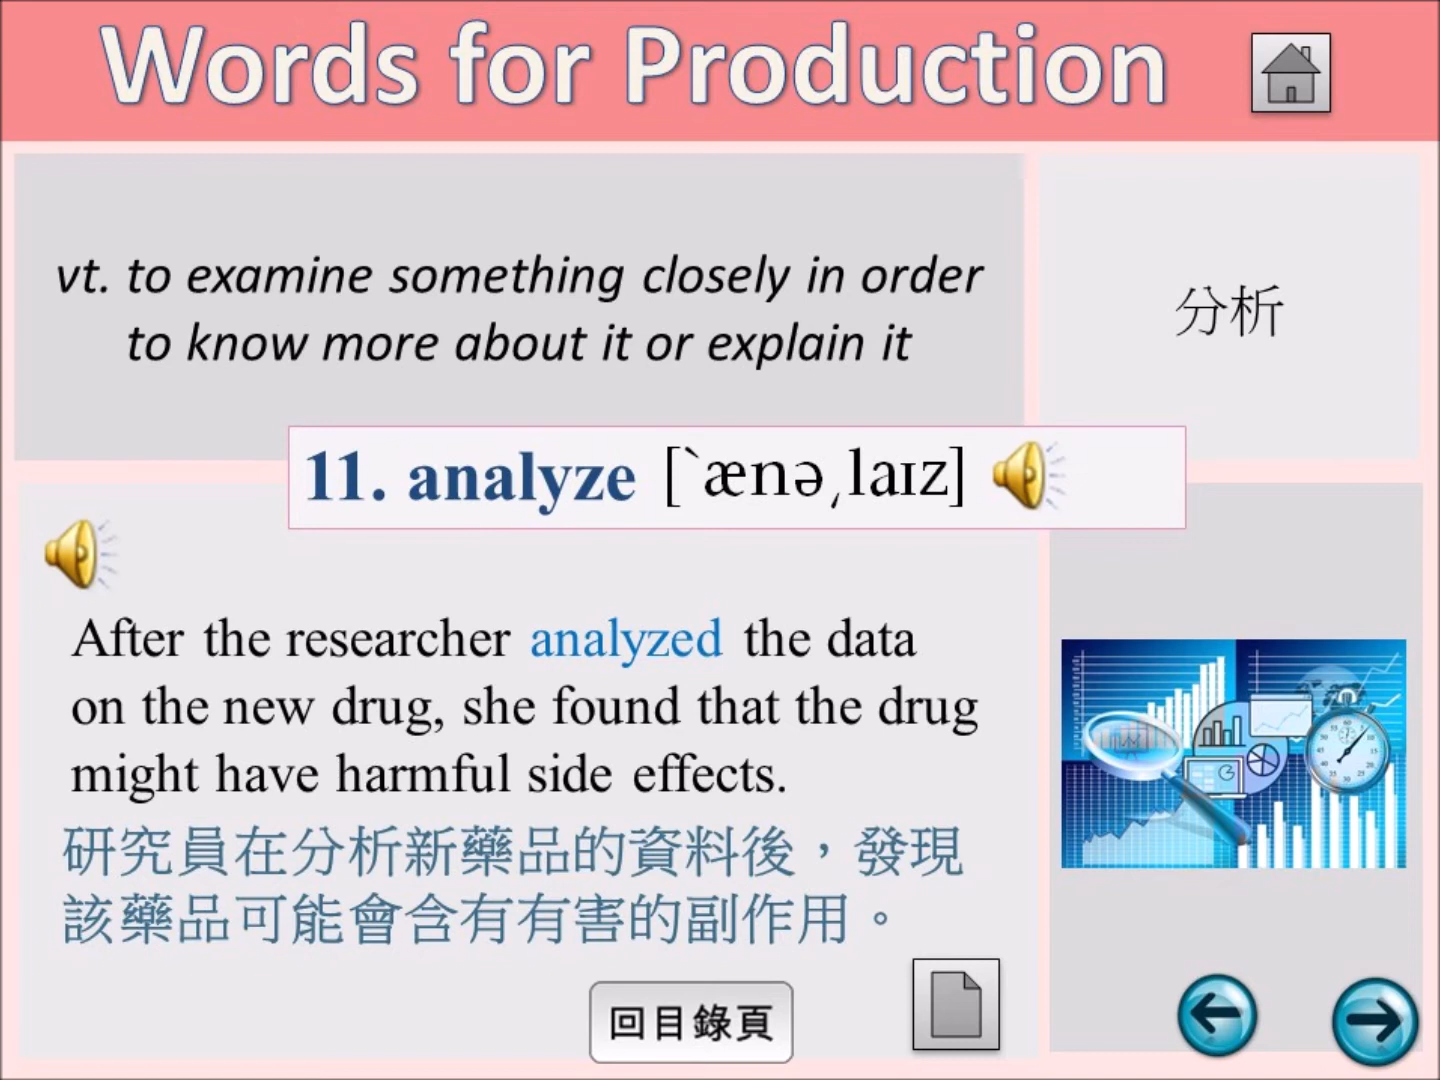 Words for Production
vt. to examine something closely in order
to know more about it or explain it
分析
11. analyze [ˋænə͵laɪz]
After the researcher analyzed the data
on the new drug, she found that the drug
might have harmful side effects.
研究員在分析新藥品的資料後，發現
該藥品可能會含有有害的副作用。
回目錄頁